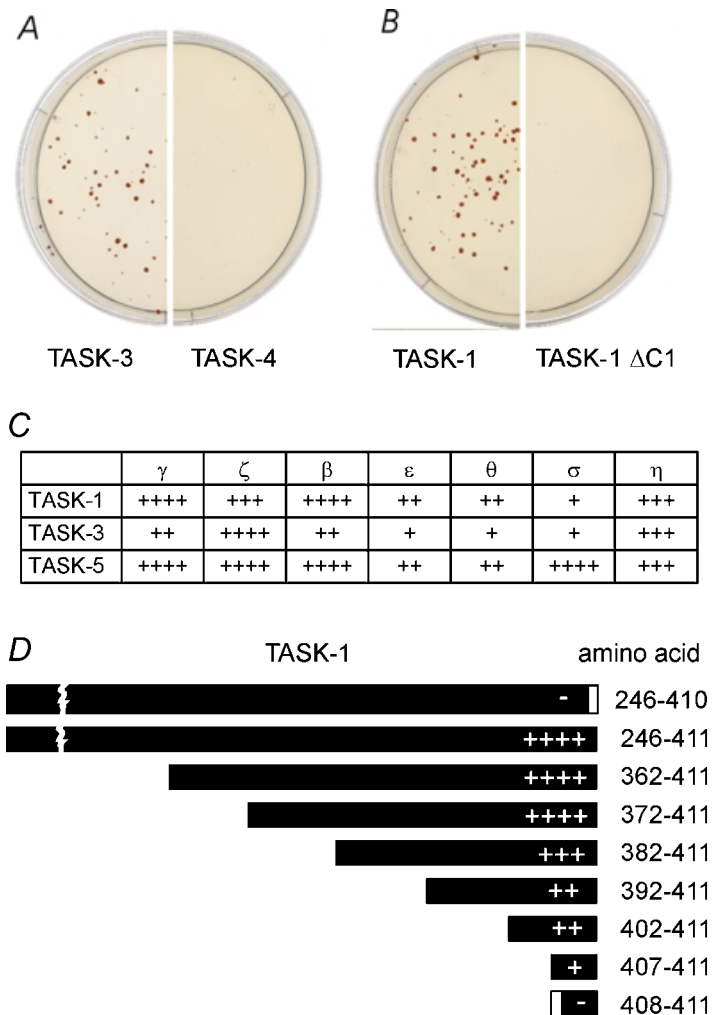 A
B
TASK-3 TASK-4 TASK-1 TASK-1 ΔC1
C
γ ζ β ε θ σ η
TASK-1 ++++ +++ ++++ ++ ++ + +++
TASK-3 ++ ++++ ++ + + + +++
TASK-5 ++++ ++++ ++++ ++ ++ ++++ +++
D TASK-1 amino acid
- 246-410
++++ 246-411
++++ 362-411
++++ 372-411
+++ 382-411
++ 392-411
++ 402-411
+ 407-411
- 408-411